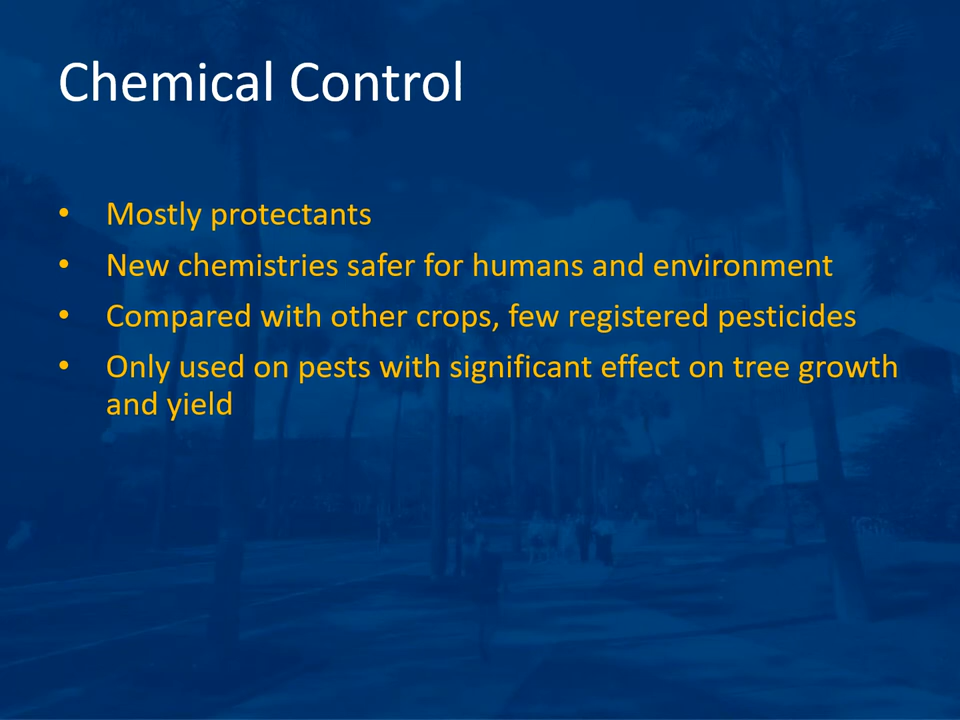 Chemical Control
• Mostly protectants
• New chemistries safer for humans and environment
• Compared with other crops, few registered pesticides
• Only used on pests with significant effect on tree growth
and yield